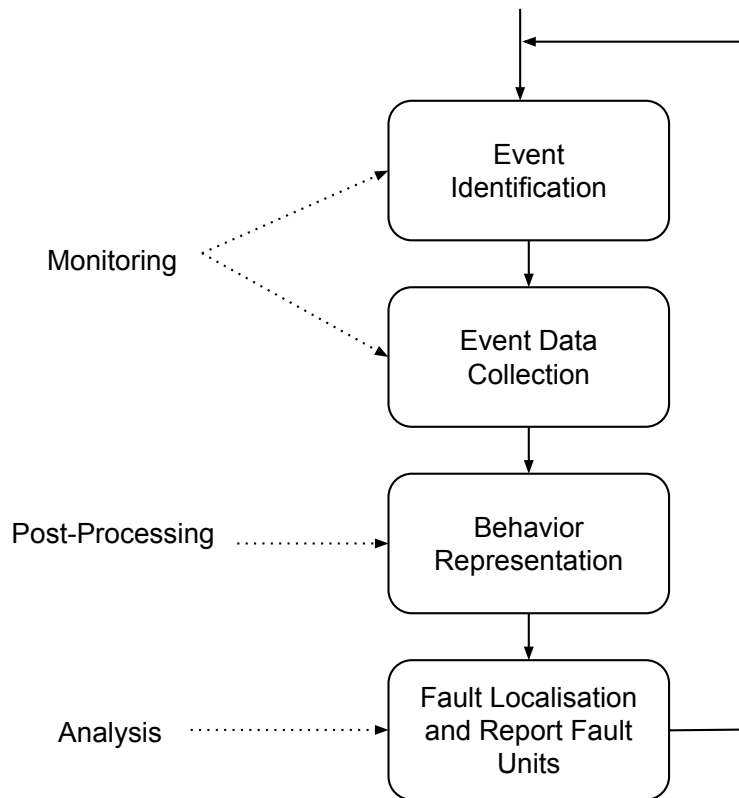 Event
Identification
Monitoring
Event Data
Collection
Post-Processing
Behavior
Representation
Analysis
Fault Localisation
and Report Fault
Units